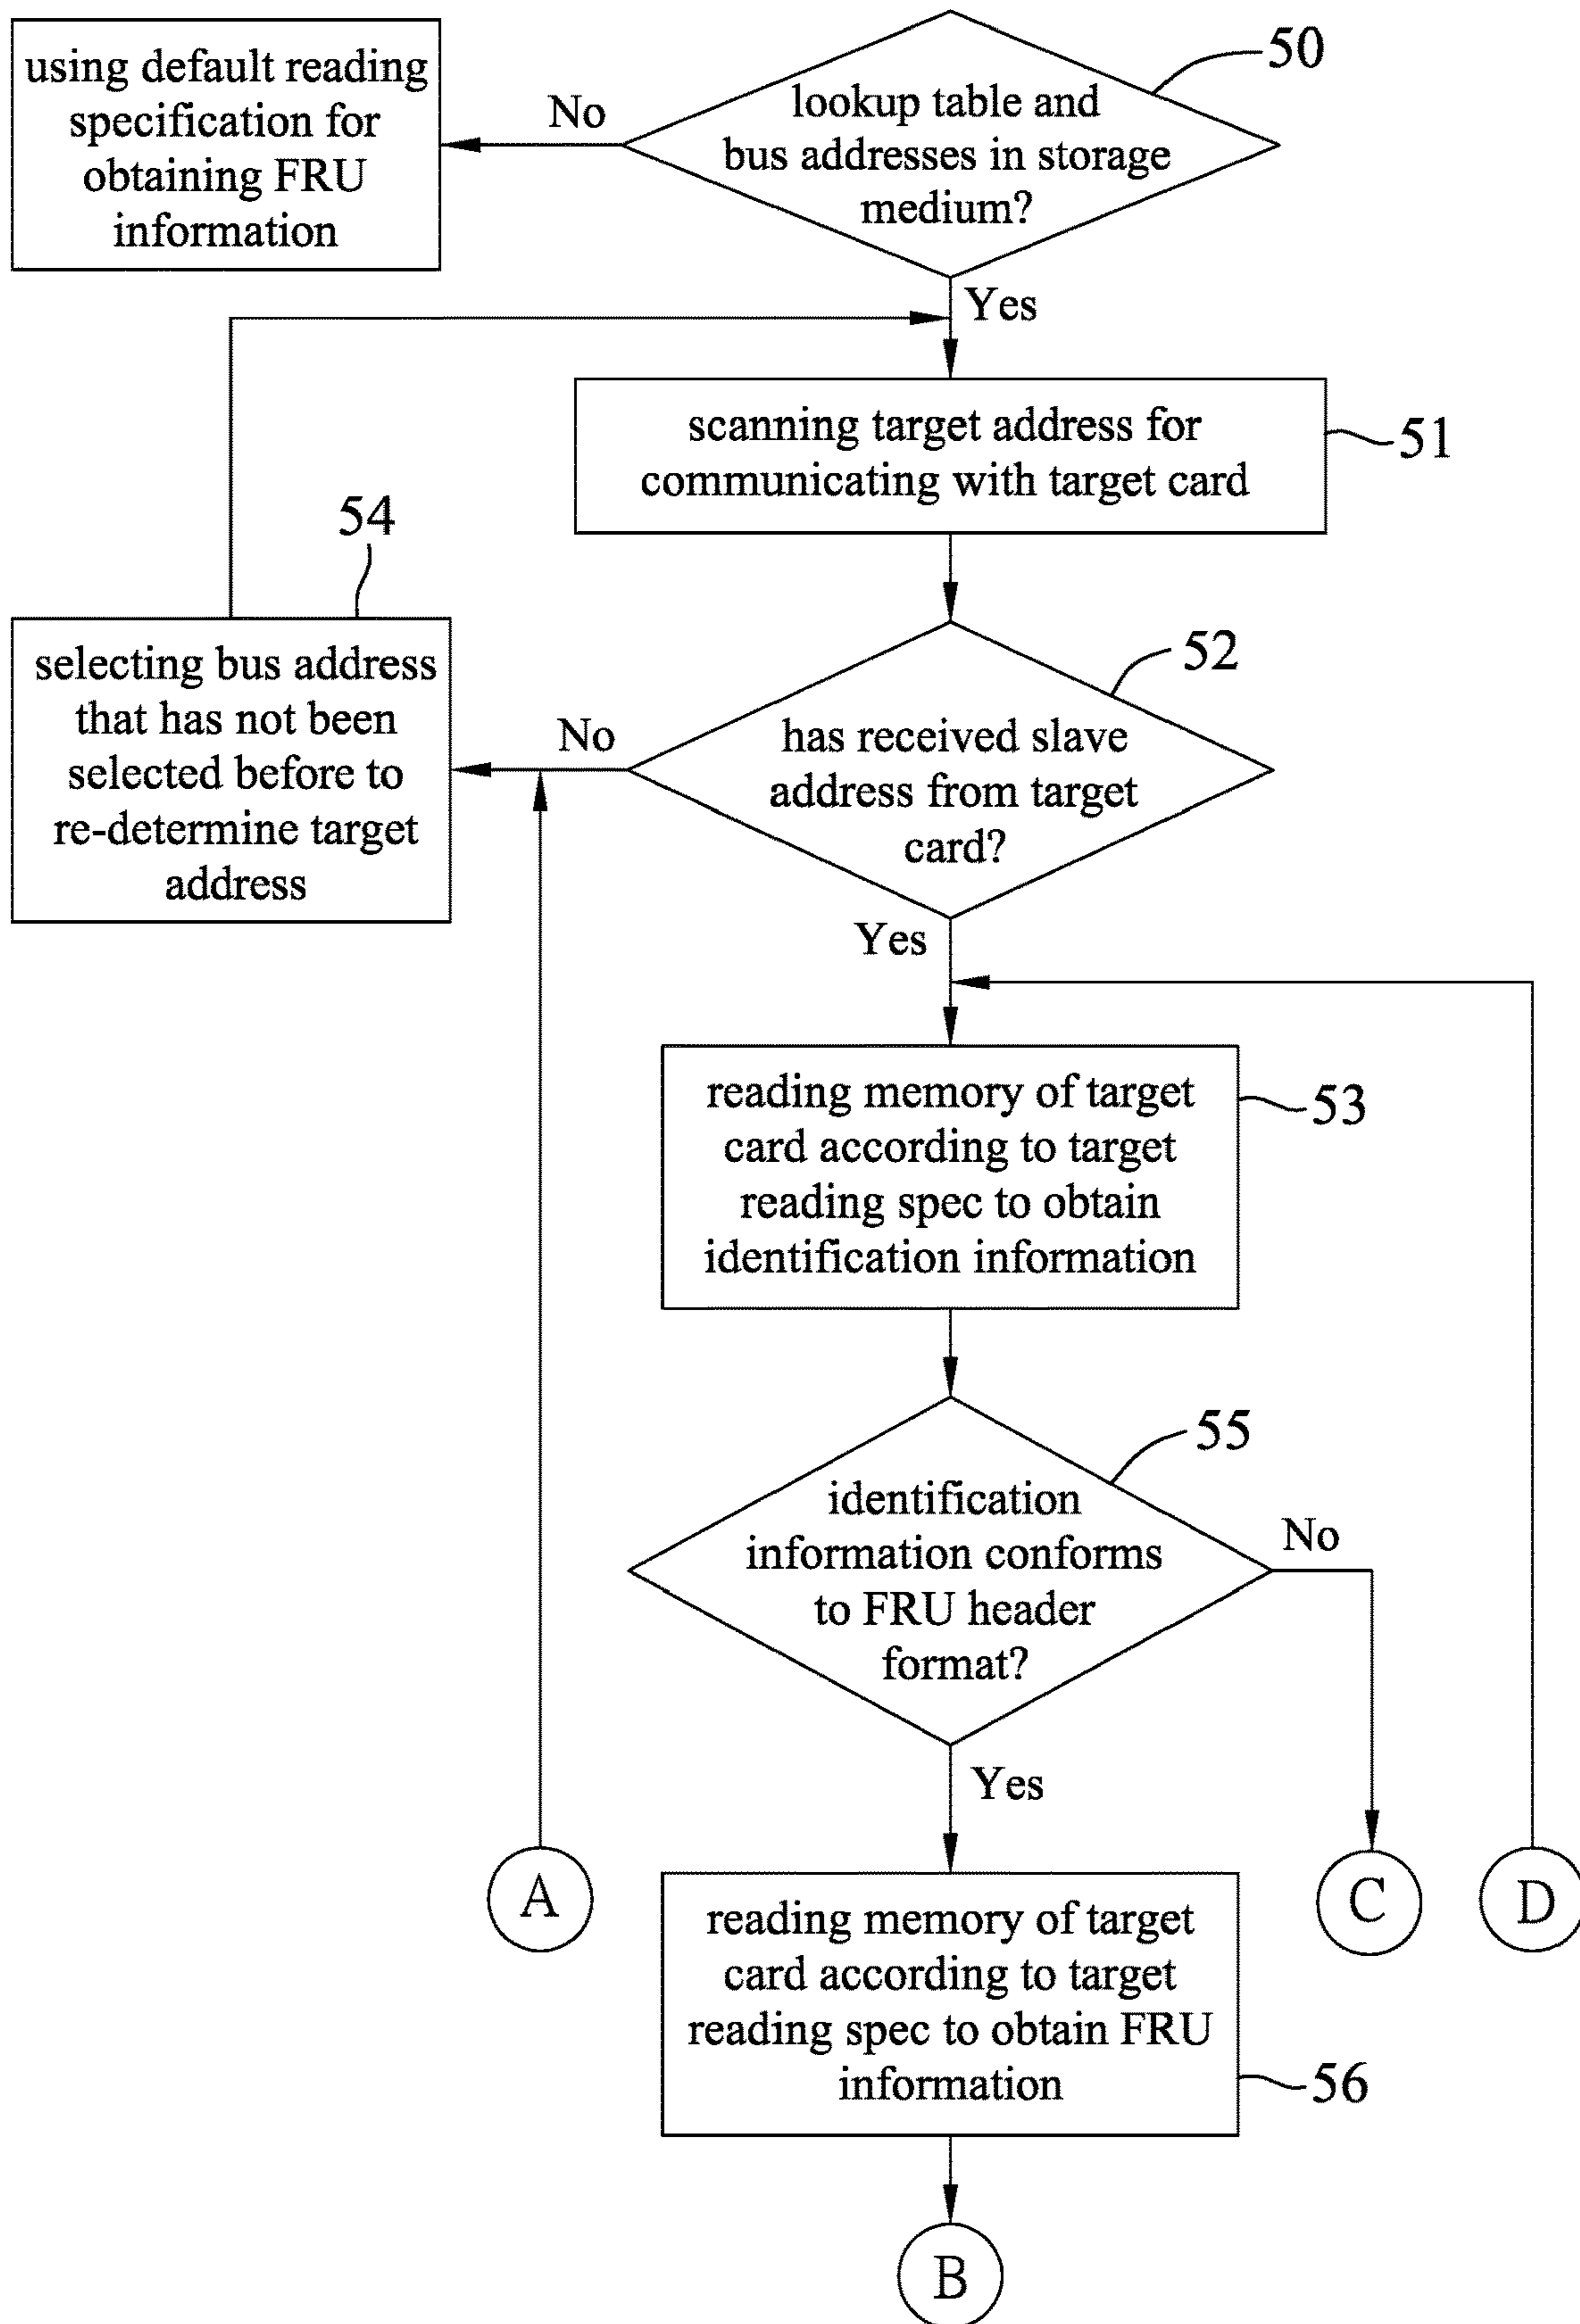 using default reading
specification for
obtaining FRU
information
No
lookup table and
bus addresses in storage
medium?
50
Yes
scanning target address for
communicating with target card
51
54
selecting bus address
that has not been
selected before to
re-determine target
address
No
has received slave
address from target
card?
52
Yes
reading memory of target
card according to target
reading spec to obtain
identification information
53
identification
information conforms
to FRU header
format?
55
No
Yes
A
C
D
reading memory of target
card according to target
reading spec to obtain FRU
information
56
B